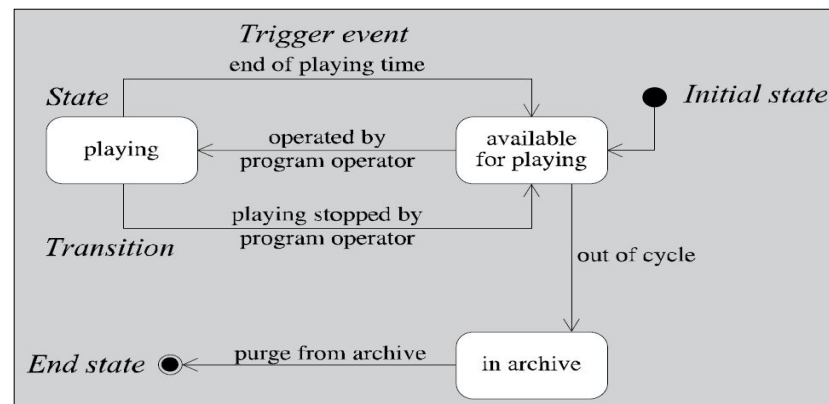 Trigger event
end of playing time
State
Initial state
playing
operated by
program operator
available
for playing
playing stopped by
program operator
Transition
out of cycle
End state
purge from archive
in archive